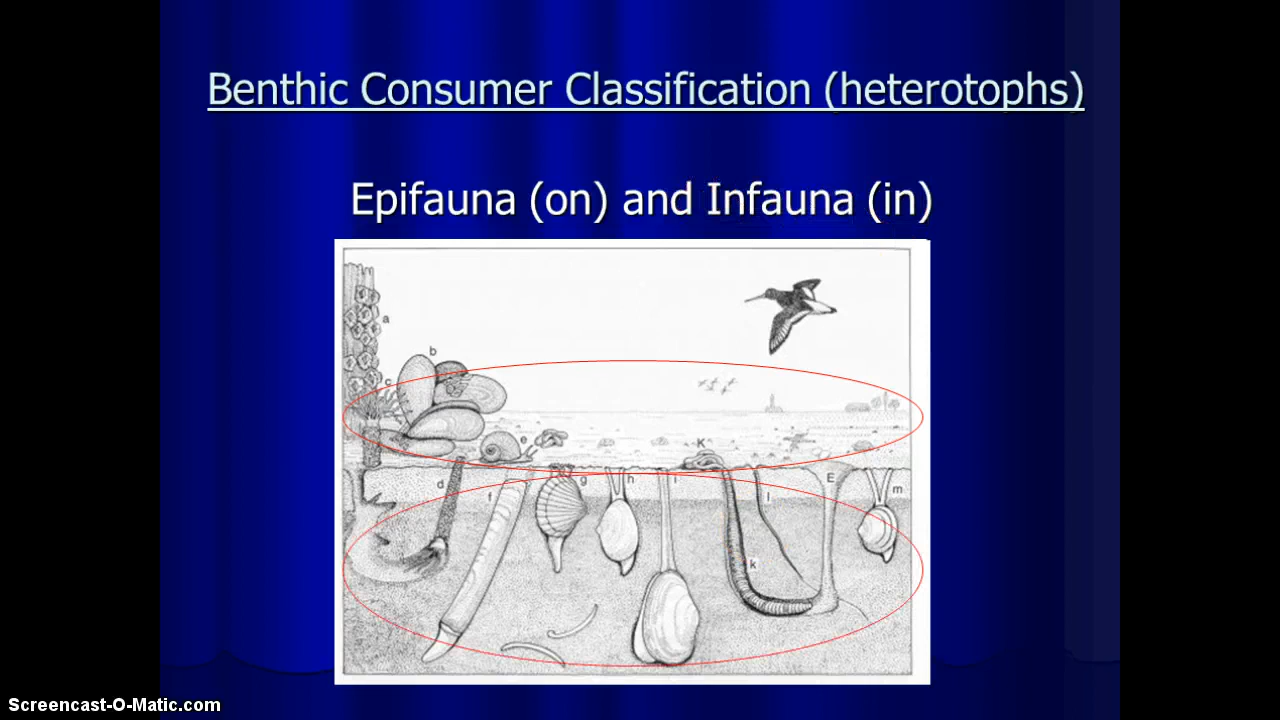 Benthic Consumer Classification (heterotophs)
Epifauna (on) and Infauna (in)
a
b
c
e
K
d
f
g
h
i
l
E
m
k
Screencast-O-Matic.com